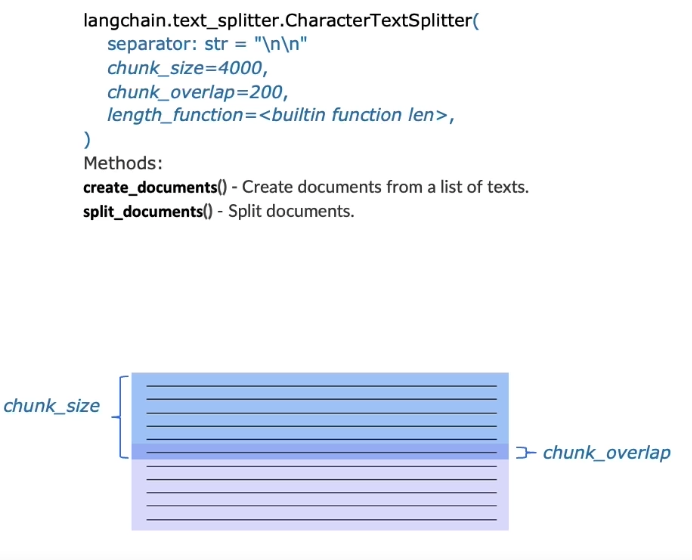 langchain.text_splitter.CharacterTextSplitter(
separator: str = "\n\n"
chunk_size=4000,
chunk_overlap=200,
length_function=<builtin function len>,
)
Methods:
create_documents() - Create documents from a list of texts.
split_documents() - Split documents.
chunk_size
chunk_overlap